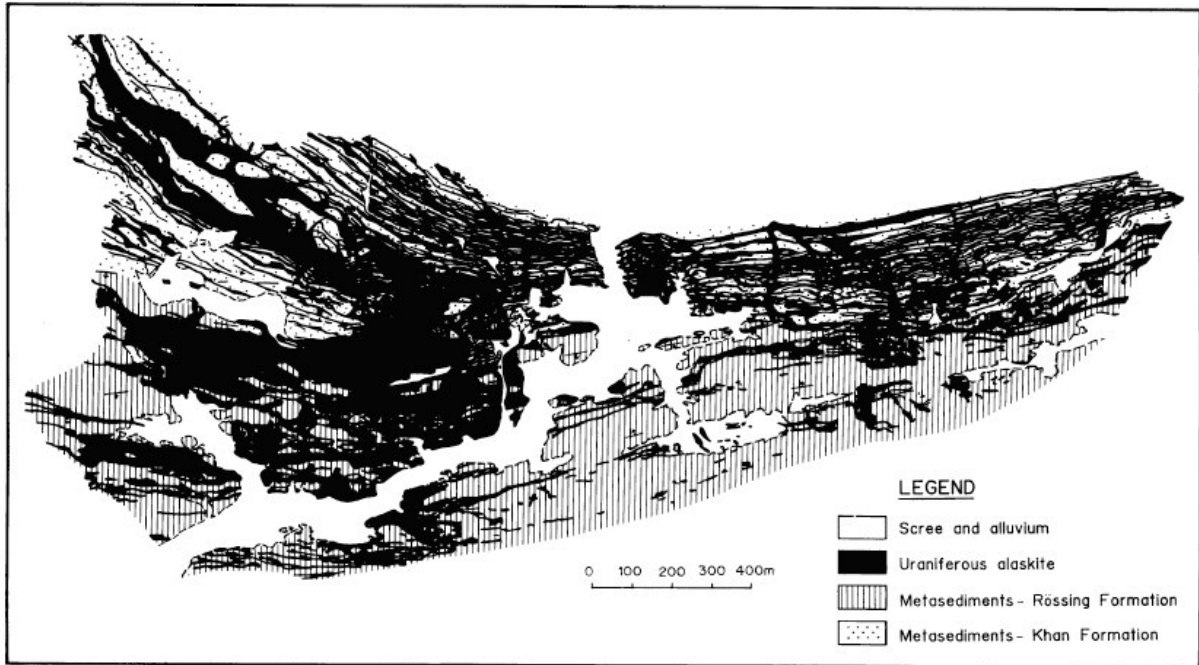 LEGEND
Scree and alluvium
Uraniferous alaskite
Metasediments - Rössing Formation
Metasediments - Khan Formation
0 100 200 300 400m